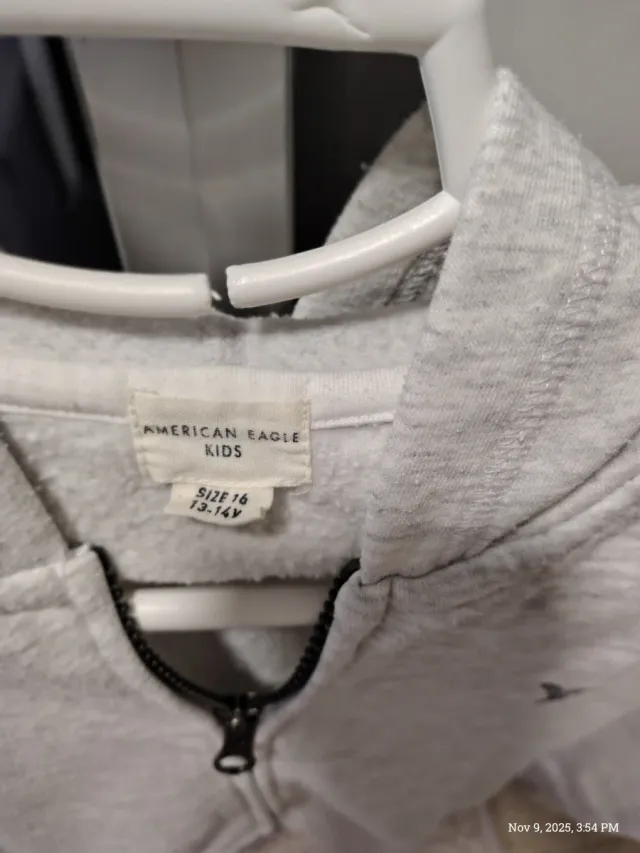 AMERICAN EAGLE
KIDS
SIZE 16
13-14Y
Nov 9, 2025, 3:54 PM